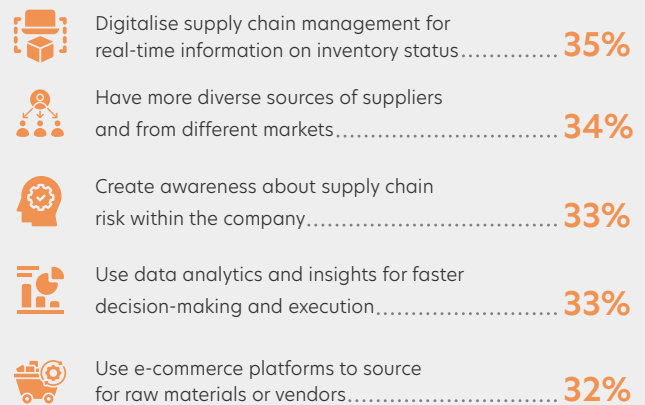 Digitalise supply chain management for
real-time information on inventory status.................. 35%
Have more diverse sources of suppliers
and from different markets.......................................... 34%
Create awareness about supply chain
risk within the company............................................... 33%
Use data analytics and insights for faster
decision-making and execution................................... 33%
Use e-commerce platforms to source
for raw materials or vendors........................................ 32%